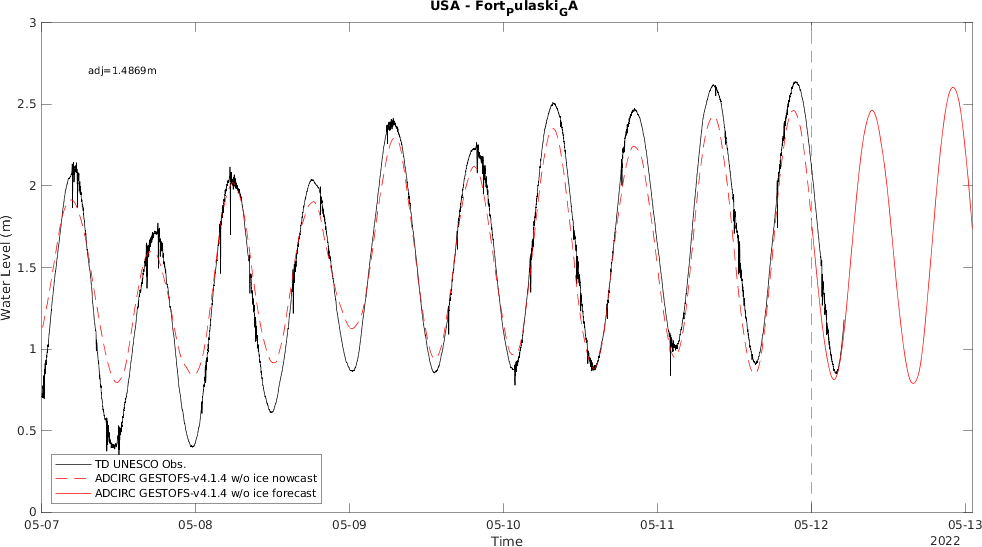 USA - Fort_Pulaski_GA
3
adj=1.4869m
2.5
2
1.5
1
0.5
0
Water Level (m)
TD UNESCO Obs.
ADCIRC GESTOFS-v4.1.4 w/o ice nowcast
ADCIRC GESTOFS-v4.1.4 w/o ice forecast
05-07 05-08 05-09 05-10 05-11 05-12 05-13
Time
2022